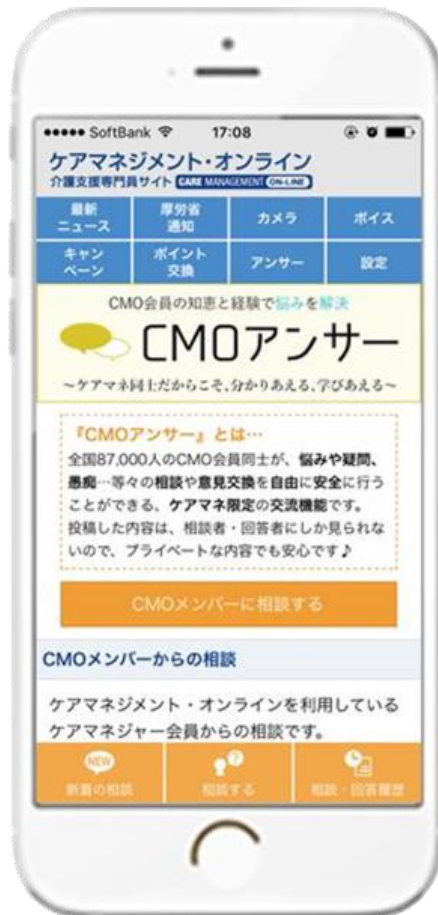 SoftBank 17:08
ケアマネジメント・オンライン
介護支援専門員サイト CARE MANAGEMENT ON-LINE
最新ニュース 厚労省通知 カメラ ボイス
キャンペーン ポイント交換 アンサー 設定
CMO会員の知恵と経験で悩みを解決
CMOアンサー
～ケアマネ同士だからこそ、分かりあえる、学びあえる～
『CMOアンサー』とは…
全国87,000人のCMO会員同士が、悩みや疑問、
愚痴…等々の相談や意見交換を自由に安全に行う
ことができる、ケアマネ限定の交流機能です。
投稿した内容は、相談者・回答者にしか見られな
いので、プライベートな内容でも安心です♪
CMOメンバーに相談する
CMOメンバーからの相談
ケアマネジメント・オンラインを利用している
ケアマネジャー会員からの相談です。
NEW ?
新着の相談 相談する 相談・回答履歴